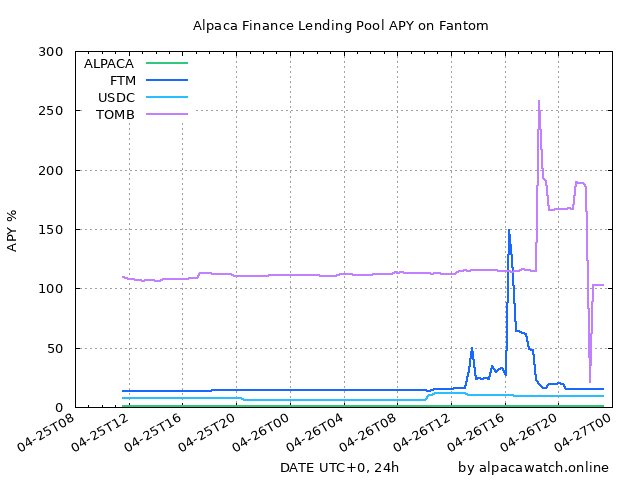 Alpaca Finance Lending Pool APY on Fantom
300
250
200
150
100
50
0
APY %
ALPACA
FTM
USDC
TOMB
04-25T08
04-25T12
04-25T16
04-25T20
04-26T00
04-26T04
04-26T08
04-26T12
04-26T16
04-26T20
04-27T00
DATE UTC+0, 24h
by alpacawatch.online